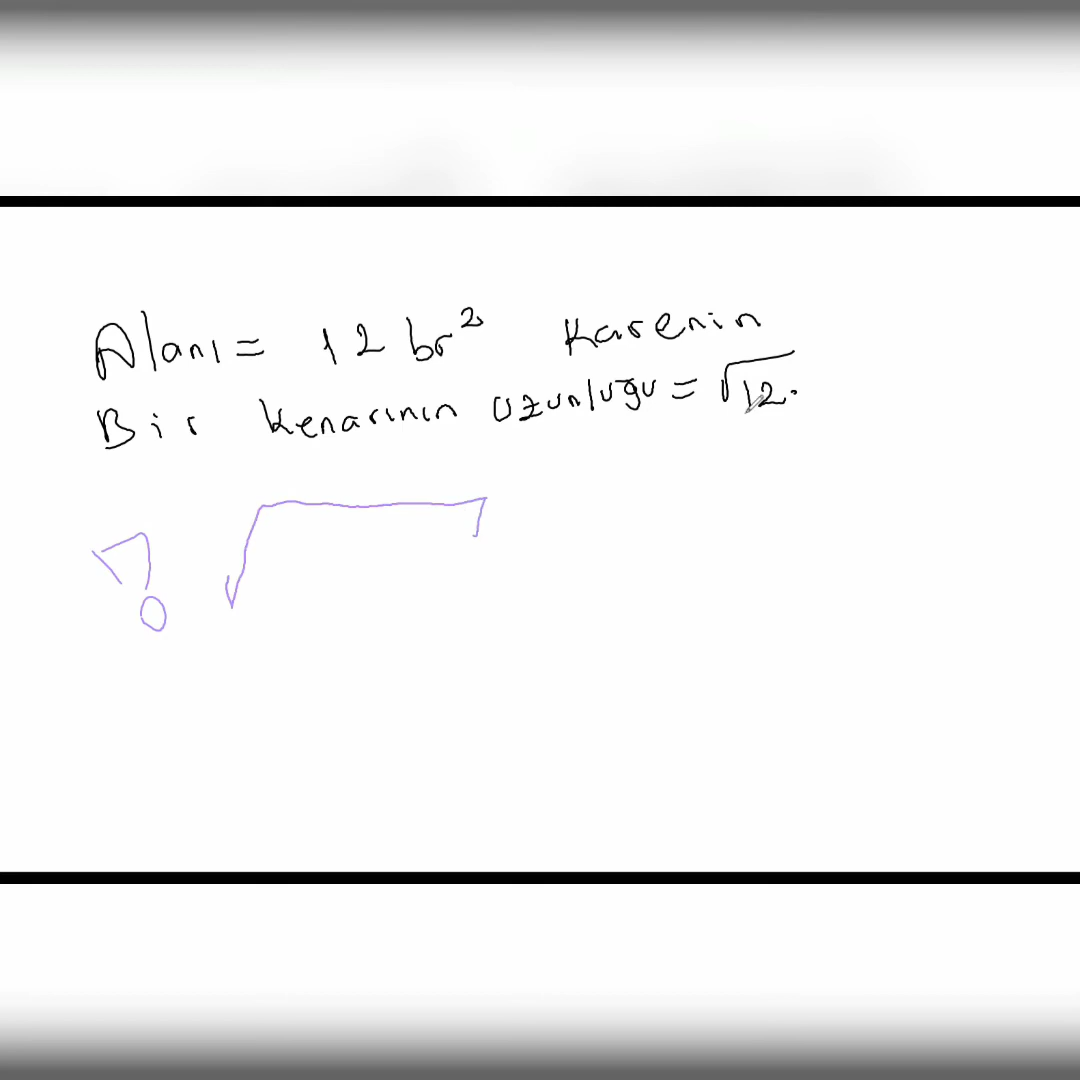 Alanı = 12 br² Karenin
Bir kenarının uzunluğu = √12.